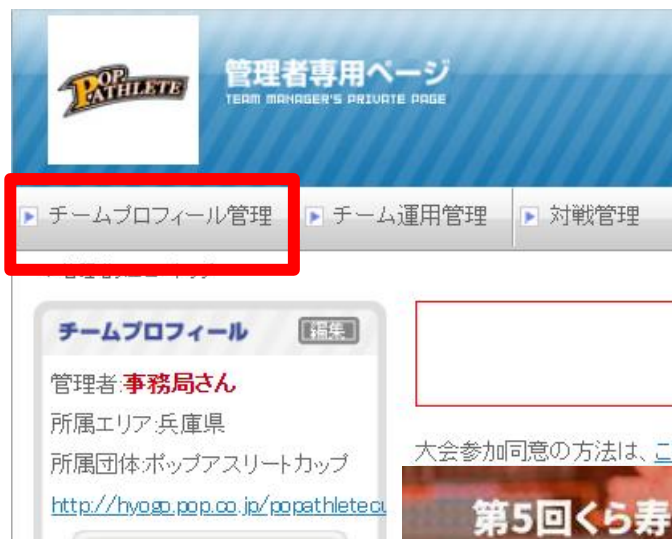 POP ATHLETE
管理者専用ページ
TEAM MANAGER'S PRIVATE PAGE
チームプロフィール管理
チーム運用管理
対戦管理
チームプロフィール
編集
管理者:事務局さん
所属エリア:兵庫県
所属団体:ポップアスリートカップ
http://hyogo.pop.co.jp/popathletecu
大会参加同意の方法は、こ
第5回くら寿